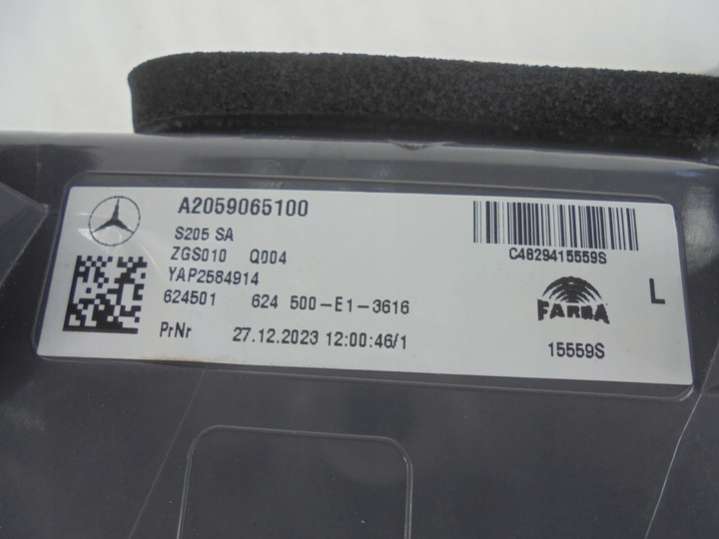 A2059065100
S205 SA
ZGS010 Q004
YAP2584914
624501 624 500-E1-3616
PrNr 27.12.2023 12:00:46/1
C4829415559S
FARBA
L
15559S